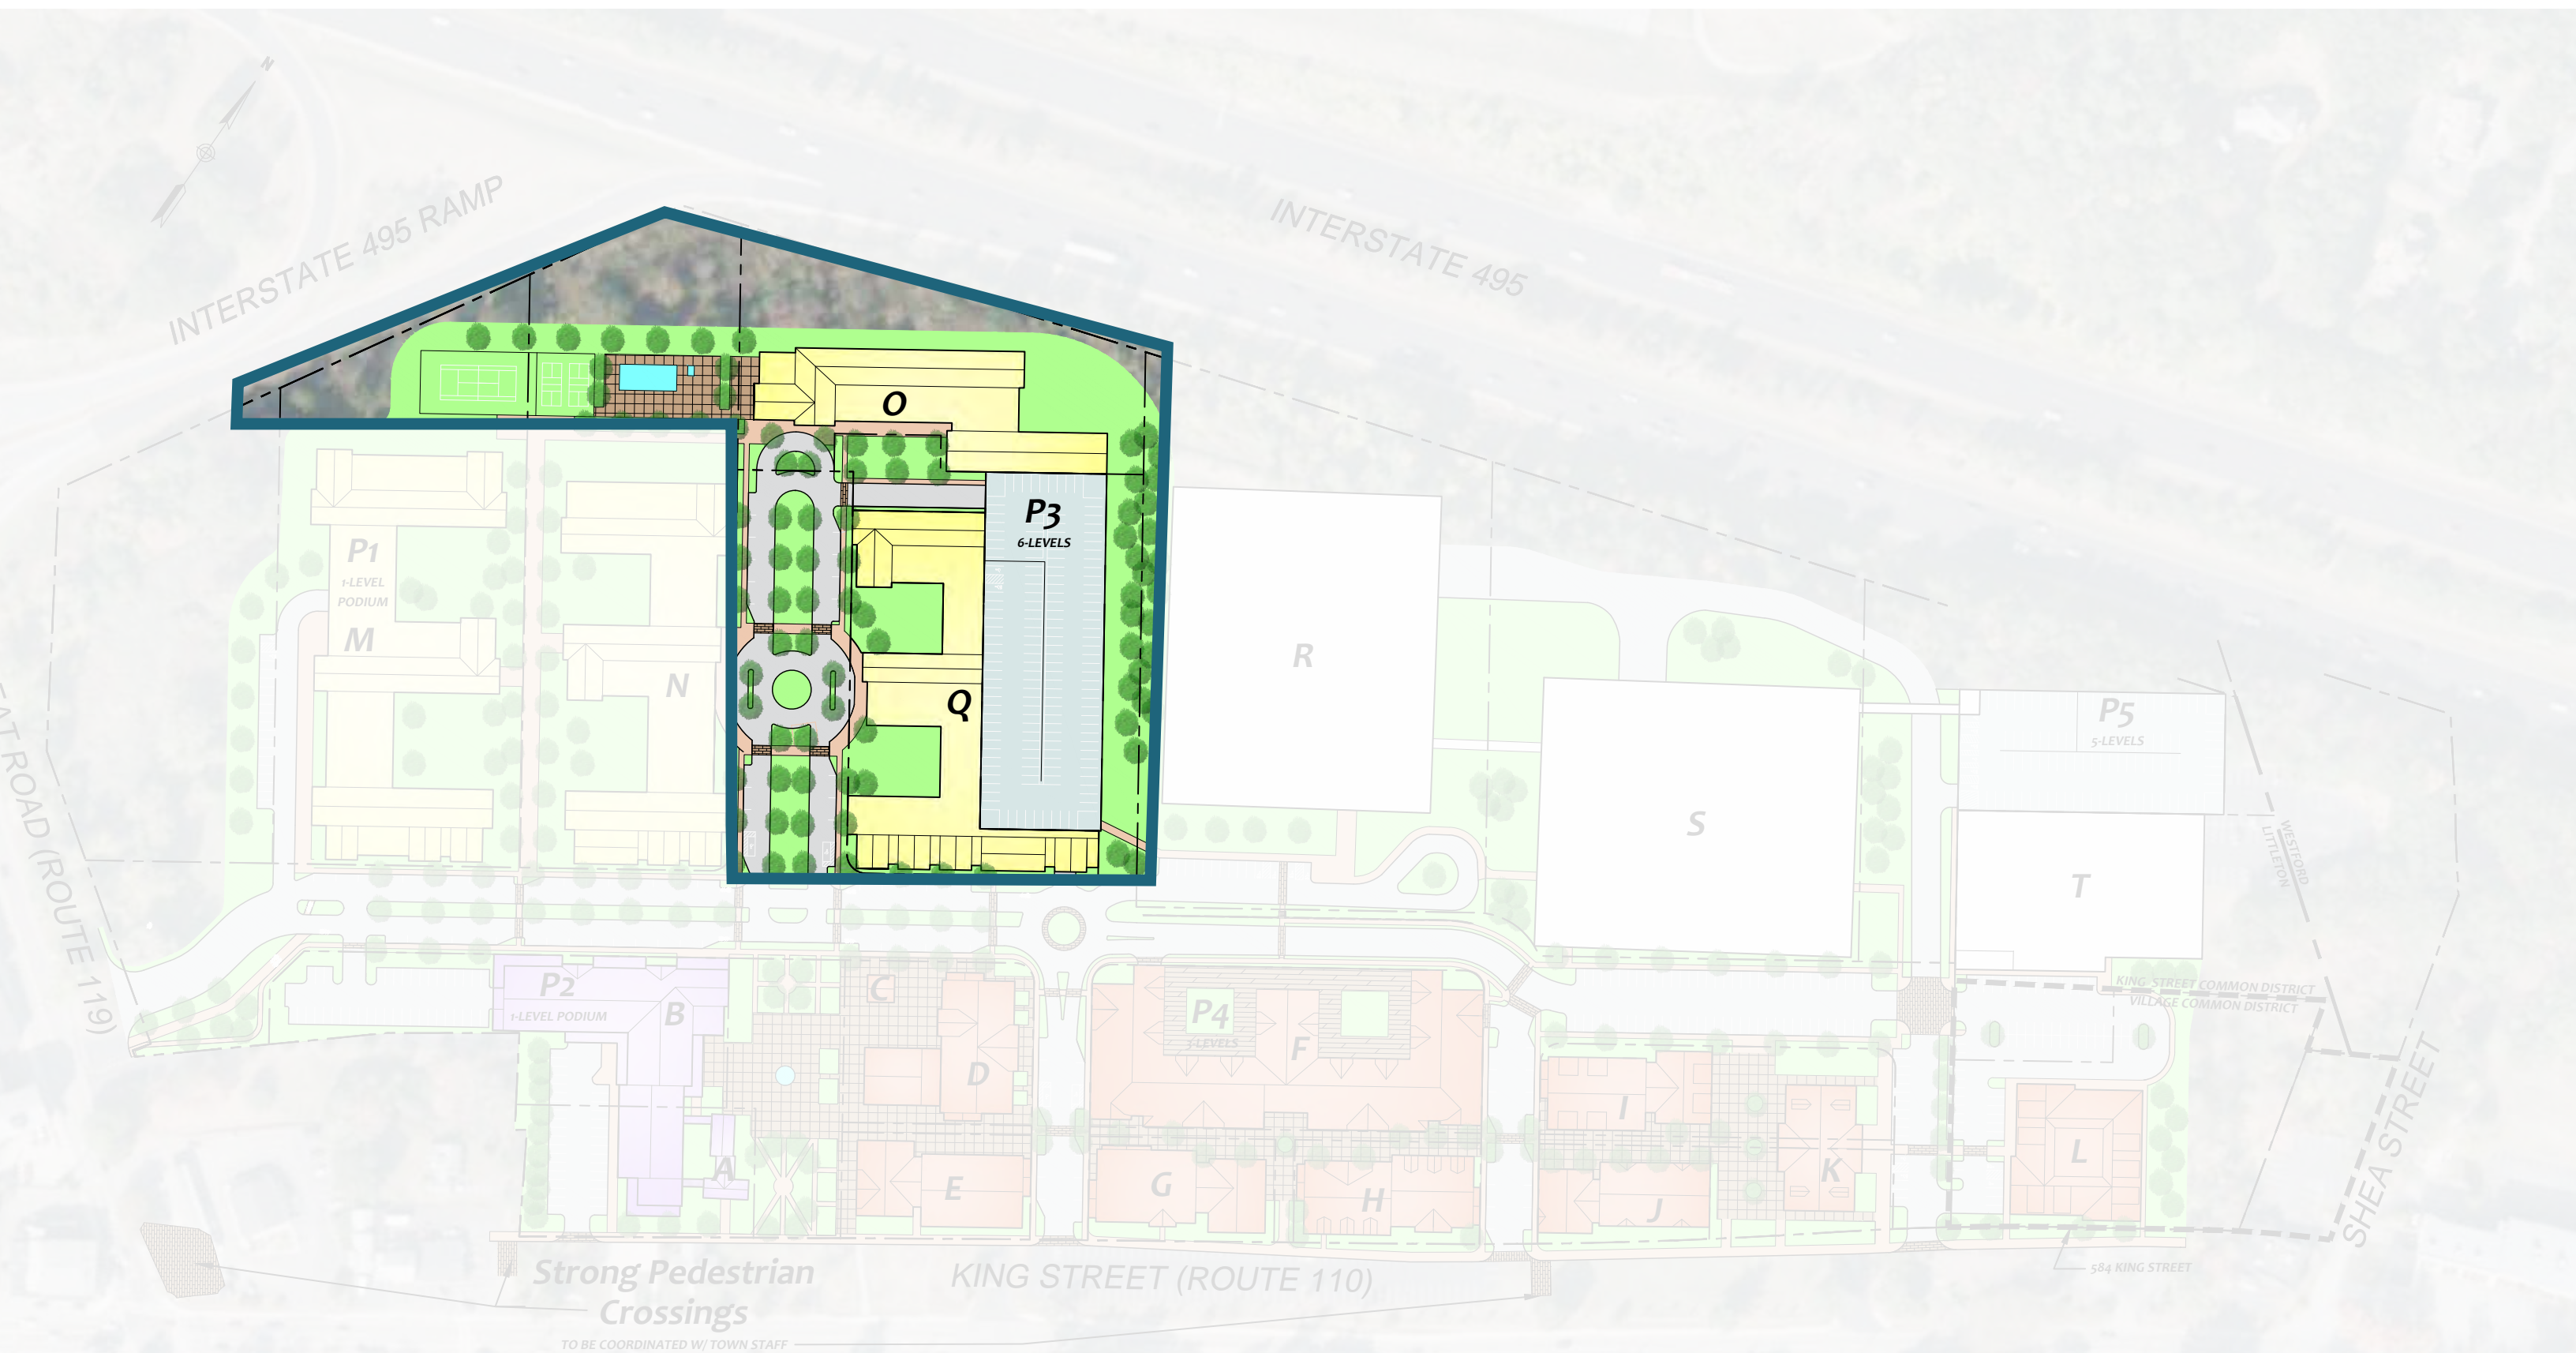 N
INTERSTATE 495 RAMP
INTERSTATE 495
O
P3
6-LEVELS
Q
P1
1-LEVEL
PODIUM
M
N
R
S
P5
5-LEVELS
T
WESTFORD
LITTLETON
KING STREET COMMON DISTRICT
VILLAGE COMMON DISTRICT
ROAD (ROUTE 119)
P2
1-LEVEL PODIUM
B
A
C
D
E
P4
F
G
H
I
J
K
L
SHEA STREET
584 KING STREET
KING STREET (ROUTE 110)
Strong Pedestrian
Crossings
TO BE COORDINATED W/ TOWN STAFF